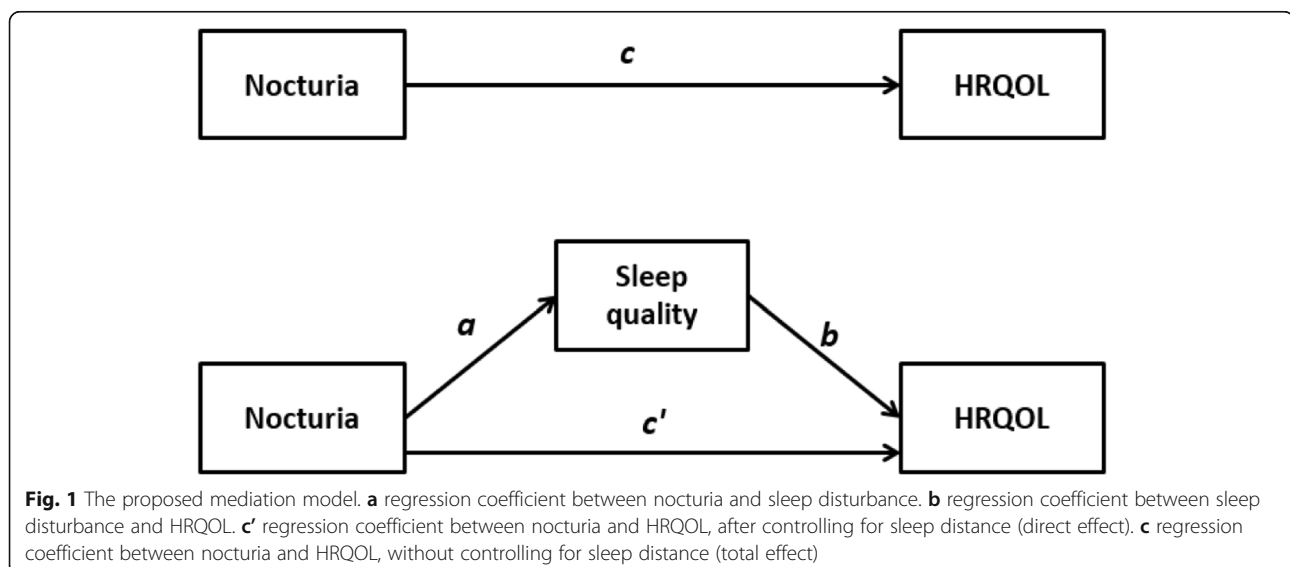 c
Nocturia
HRQOL
Sleep
quality
a
b
Nocturia
HRQOL
c'
Fig. 1 The proposed mediation model. a regression coefficient between nocturia and sleep disturbance. b regression coefficient between sleep
disturbance and HRQOL. c' regression coefficient between nocturia and HRQOL, after controlling for sleep distance (direct effect). c regression
coefficient between nocturia and HRQOL, without controlling for sleep distance (total effect)